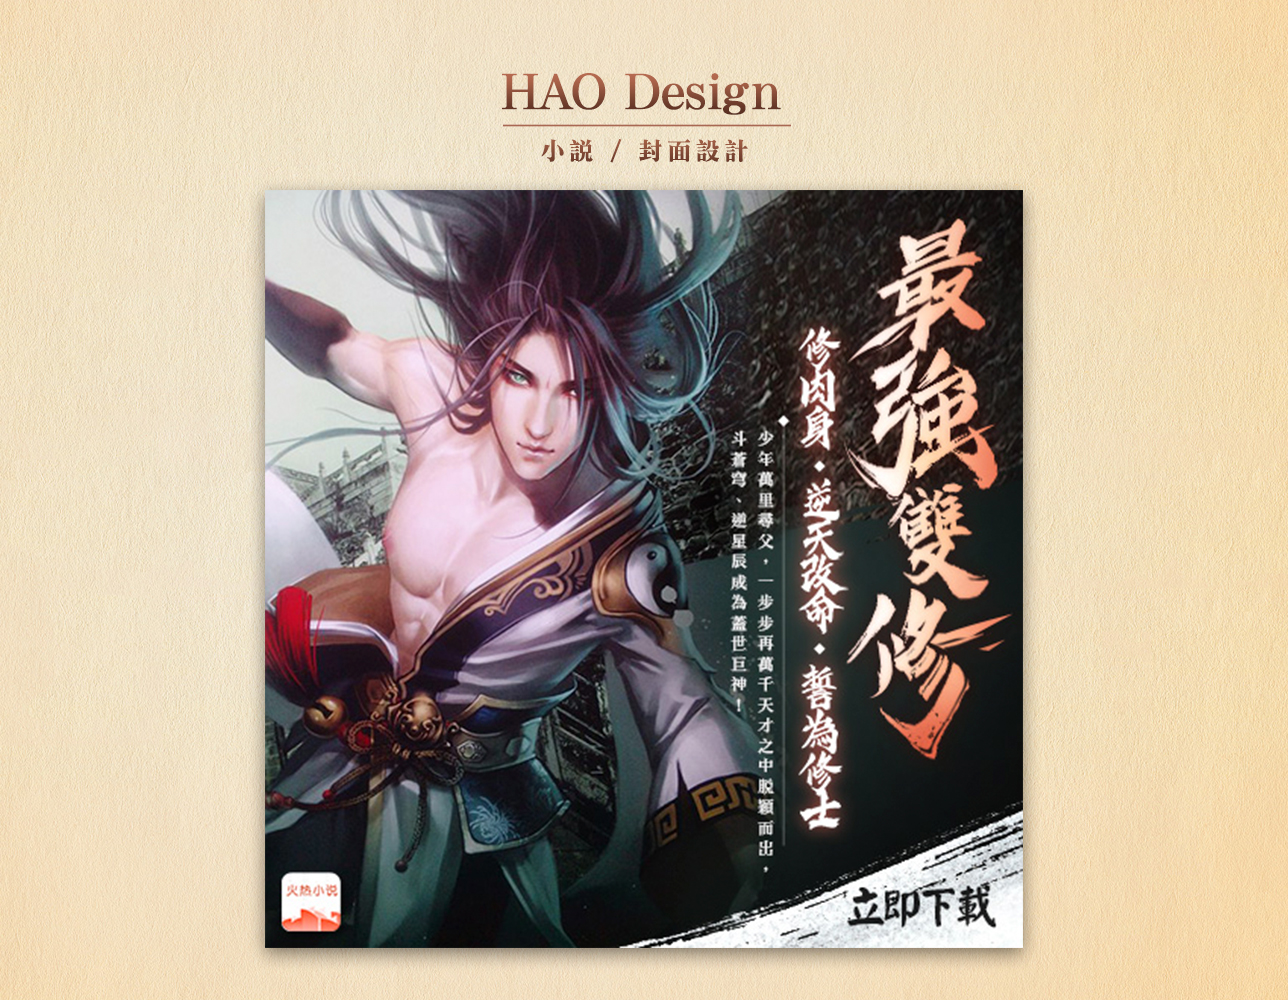 HAO Design
小説 / 封面設計
最強雙修
修肉身·逆天改命·誓為修士
少年萬里尋父，一步步再萬千天才之中脫穎而出，
斗蒼穹、逆星辰成為蓋世巨神！
火热小说
立即下載